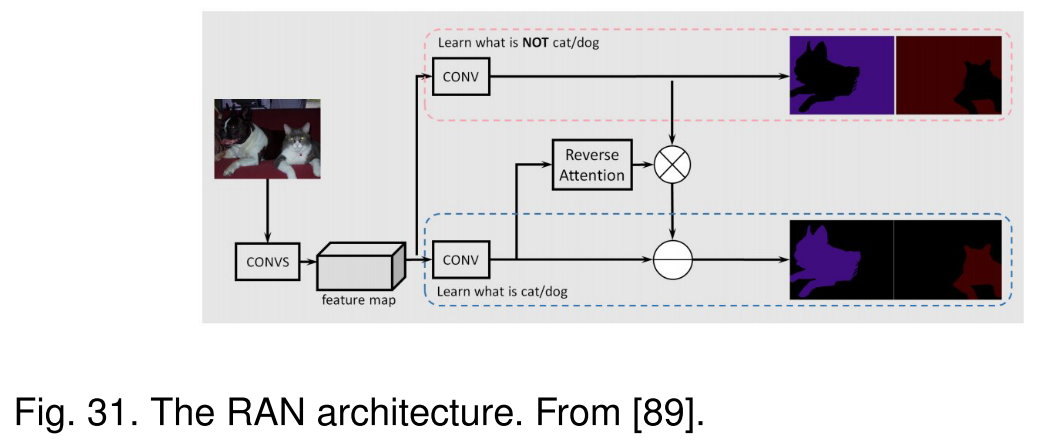 Learn what is NOT cat/dog
CONV
Reverse
Attention
CONVS
feature map
CONV
Learn what is cat/dog
Fig. 31. The RAN architecture. From [89].